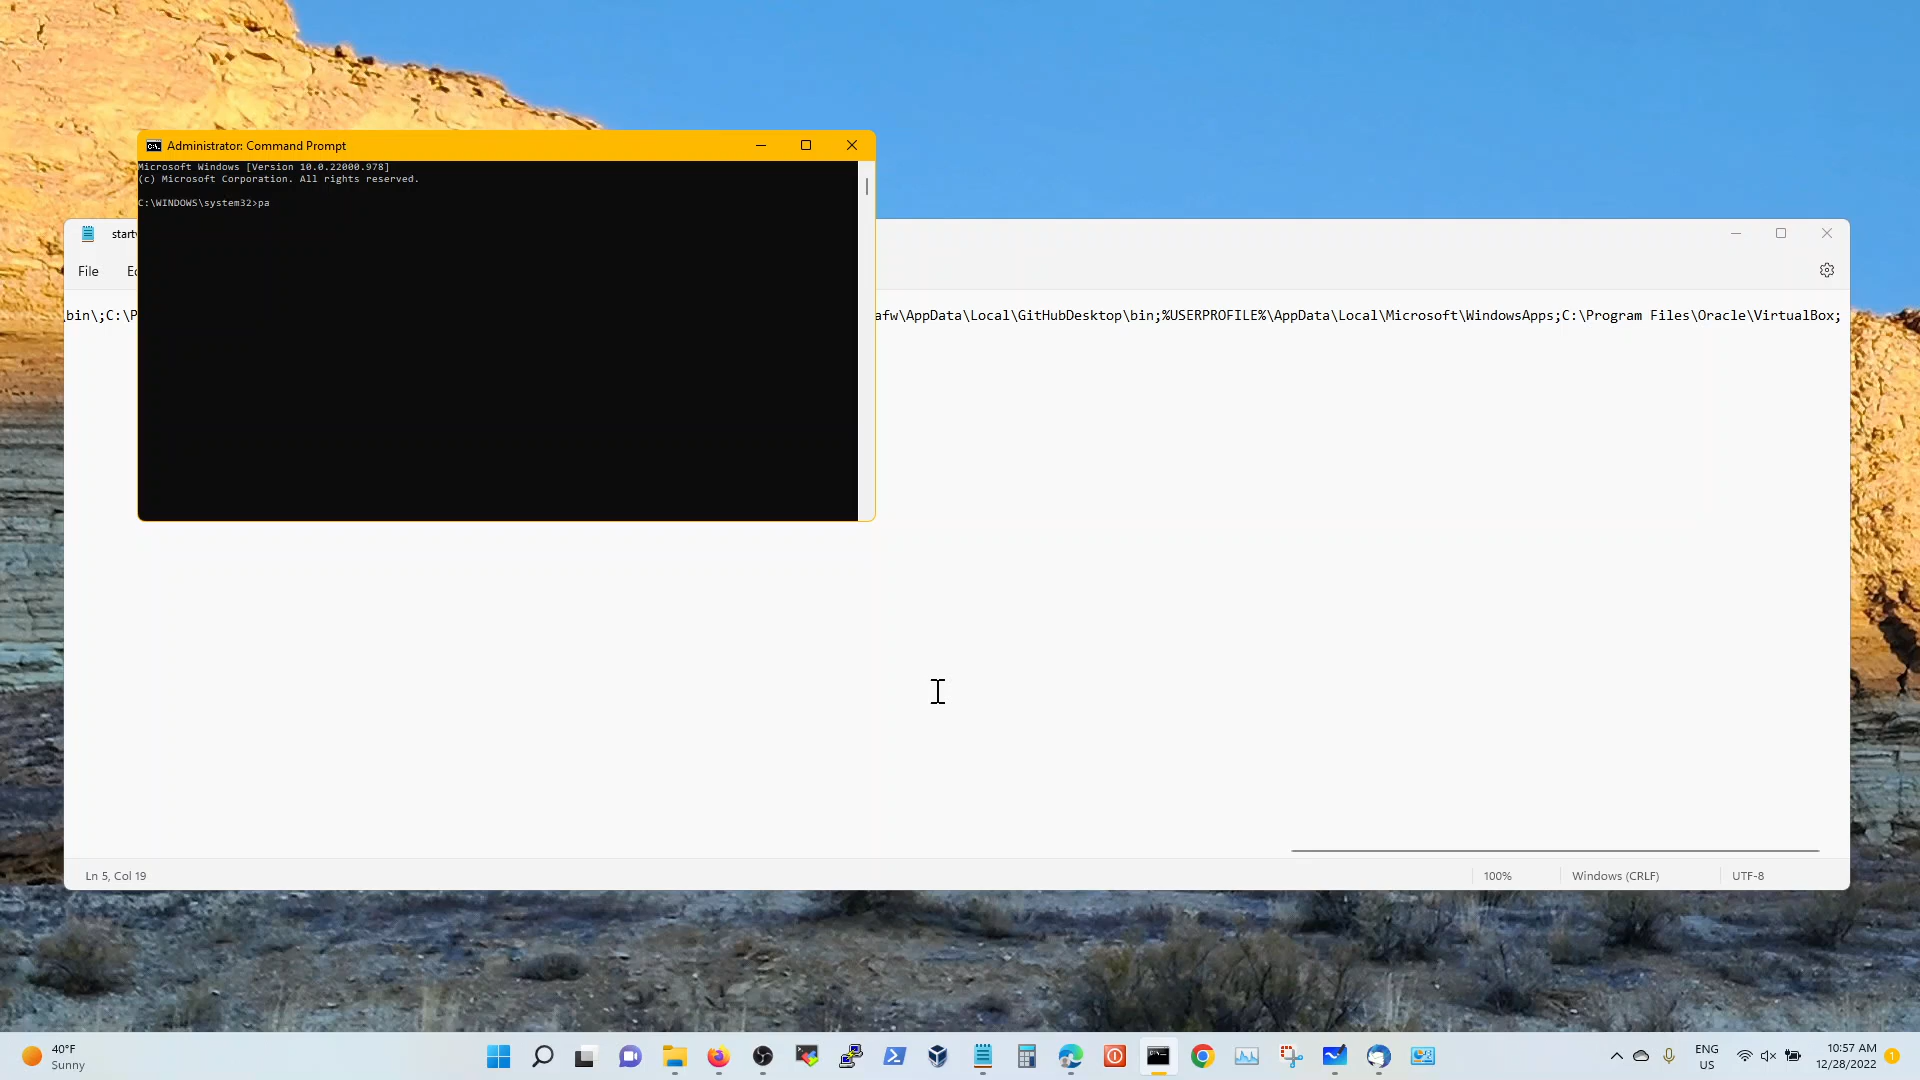 Administrator: Command Prompt
Microsoft Windows [Version 10.0.22000.978]
(c) Microsoft Corporation. All rights reserved.
C:\WINDOWS\system32>pa
File
bin\;C:\P
afw\AppData\Local\GitHubDesktop\bin;%USERPROFILE%\AppData\Local\Microsoft\WindowsApps;C:\Program Files\Oracle\VirtualBox;
Ln 5, Col 19
100%
Windows (CRLF)
UTF-8
40°F
Sunny
ENG
US
10:57 AM
12/28/2022
1